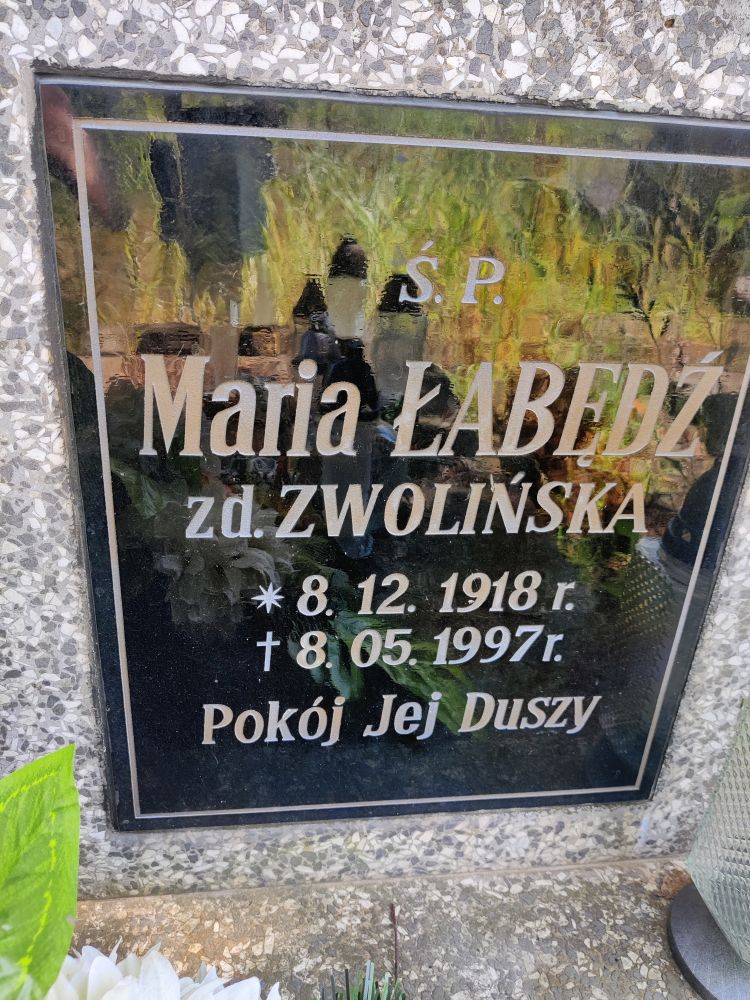 Ś. P.
Maria ŁABĘDŹ
zd. ZWOLIŃSKA
* 8. 12. 1918 r.
† 8. 05. 1997 r.
Pokój Jej Duszy